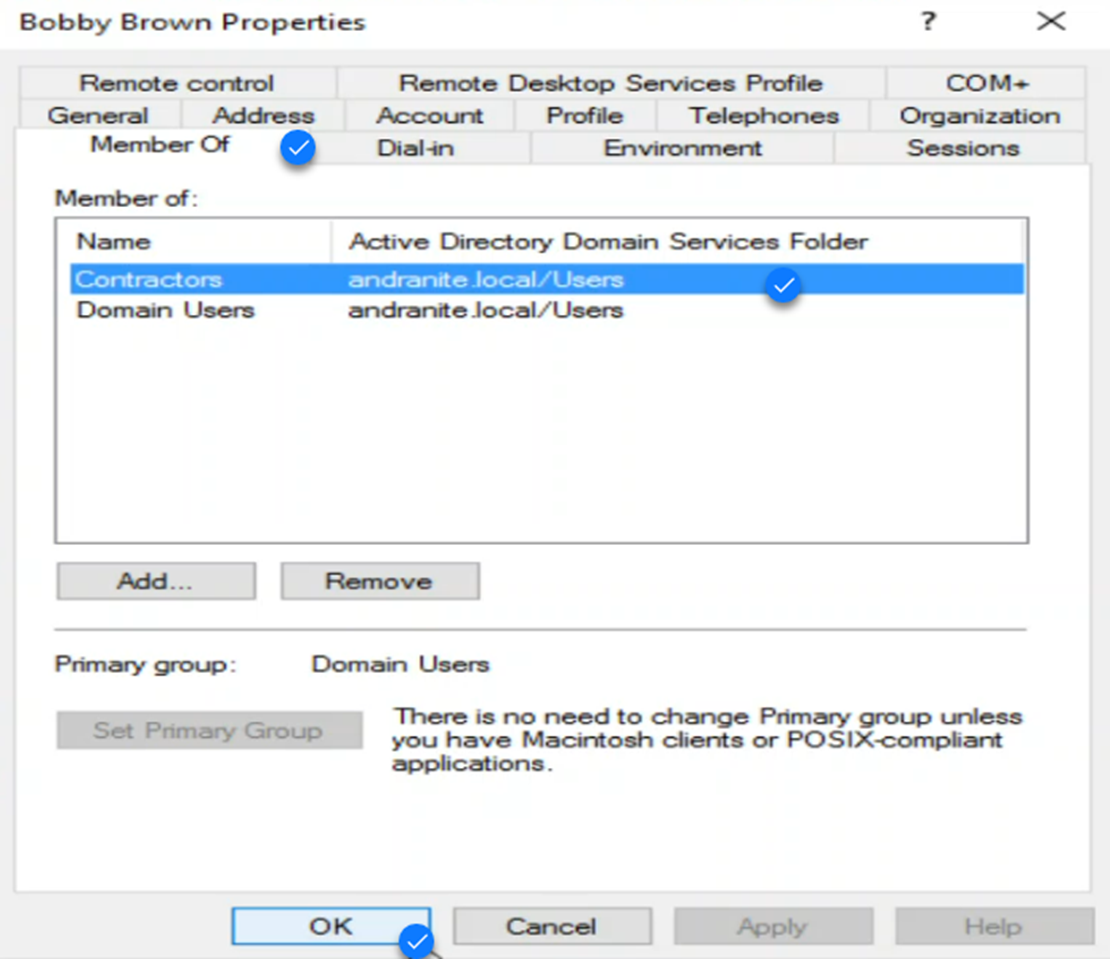 Bobby Brown Properties ? ×
Remote control Remote Desktop Services Profile COM+
General Address Account Profile Telephones Organization
Member Of Dial-in Environment Sessions
Member of:
Name Active Directory Domain Services Folder
Contractors andranite.local/Users
Domain Users andranite.local/Users
Add... Remove
Primary group: Domain Users
Set Primary Group
There is no need to change Primary group unless
you have Macintosh clients or POSIX-compliant
applications.
OK Cancel Apply Help